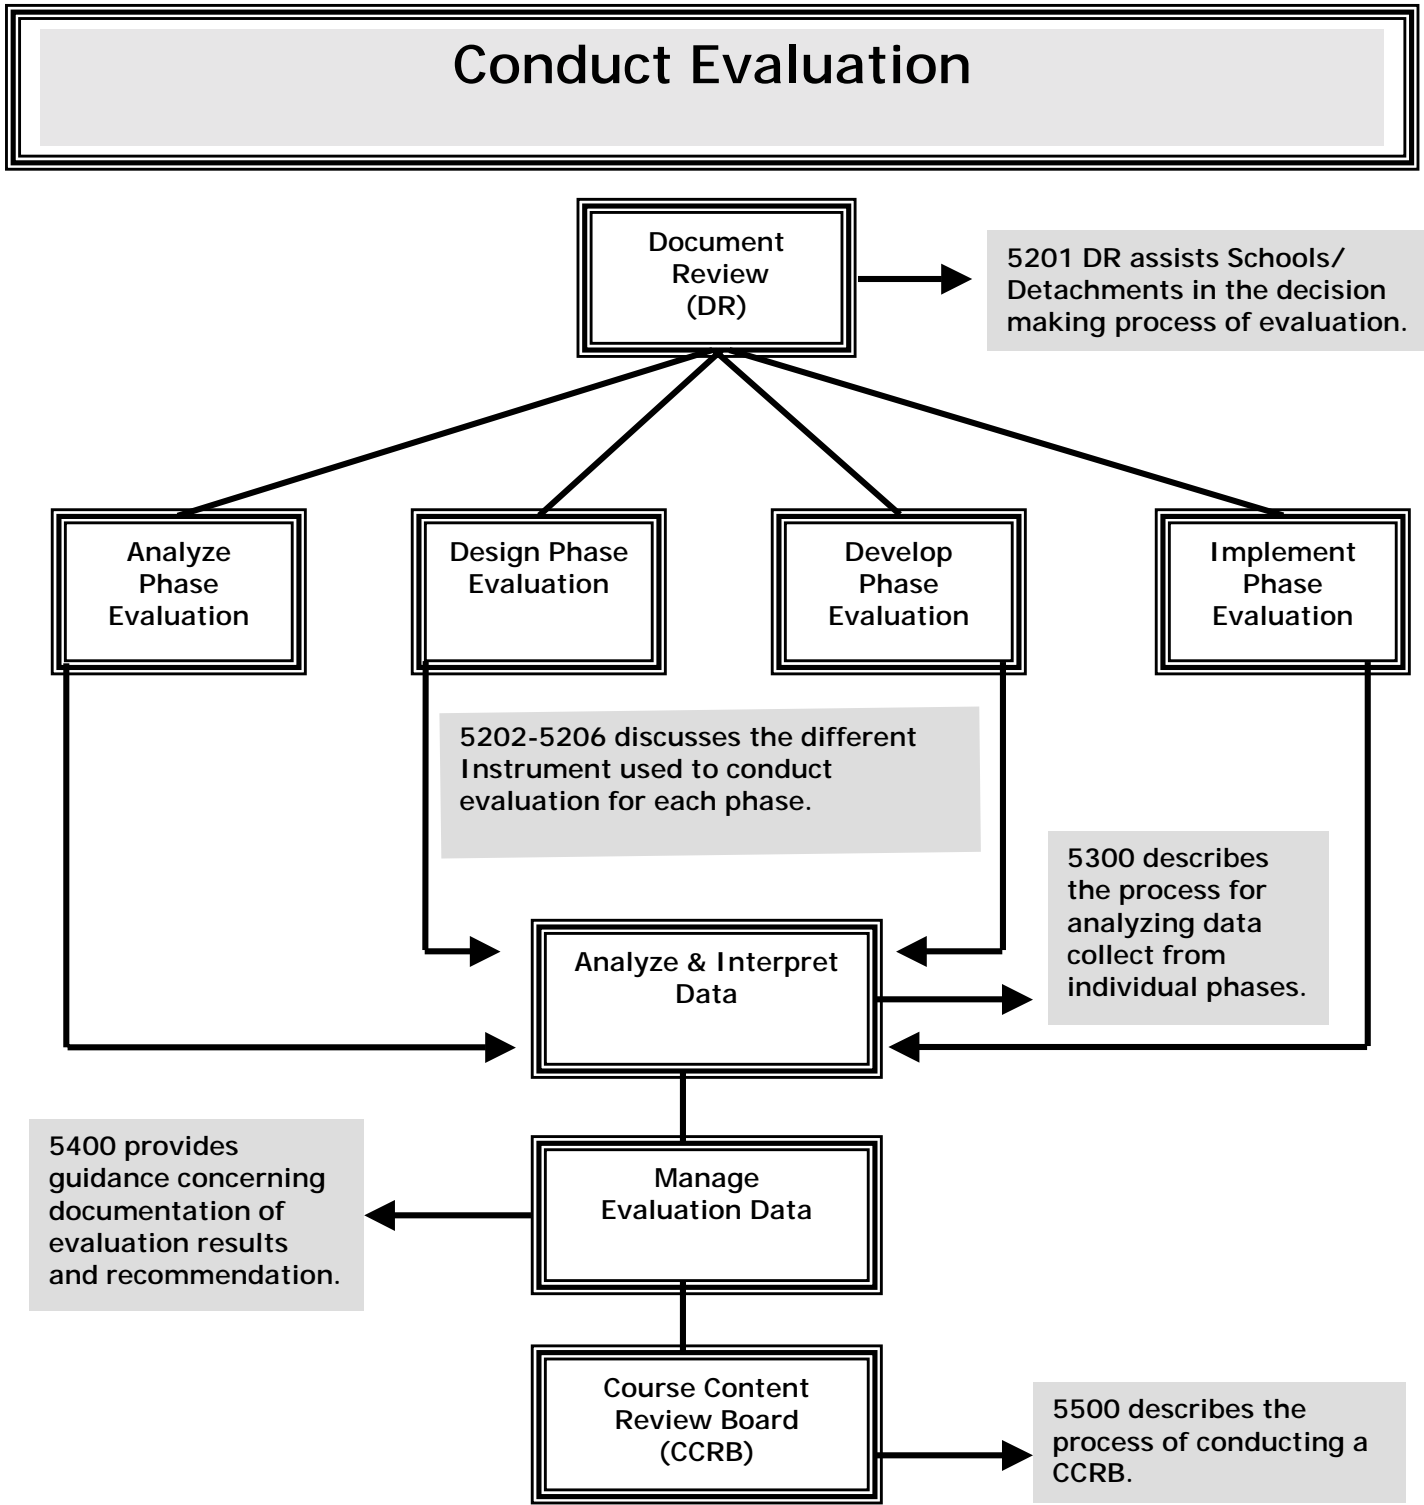 Conduct Evaluation
Document
Review
(DR)
5201 DR assists Schools/
Detachments in the decision
making process of evaluation.
Analyze
Phase
Evaluation
Design Phase
Evaluation
Develop
Phase
Evaluation
Implement
Phase
Evaluation
5202-5206 discusses the different
Instrument used to conduct
evaluation for each phase.
5300 describes
the process for
analyzing data
collect from
individual phases.
Analyze & Interpret
Data
5400 provides
guidance concerning
documentation of
evaluation results
and recommendation.
Manage
Evaluation Data
Course Content
Review Board
(CCRB)
5500 describes the
process of conducting a
CCRB.